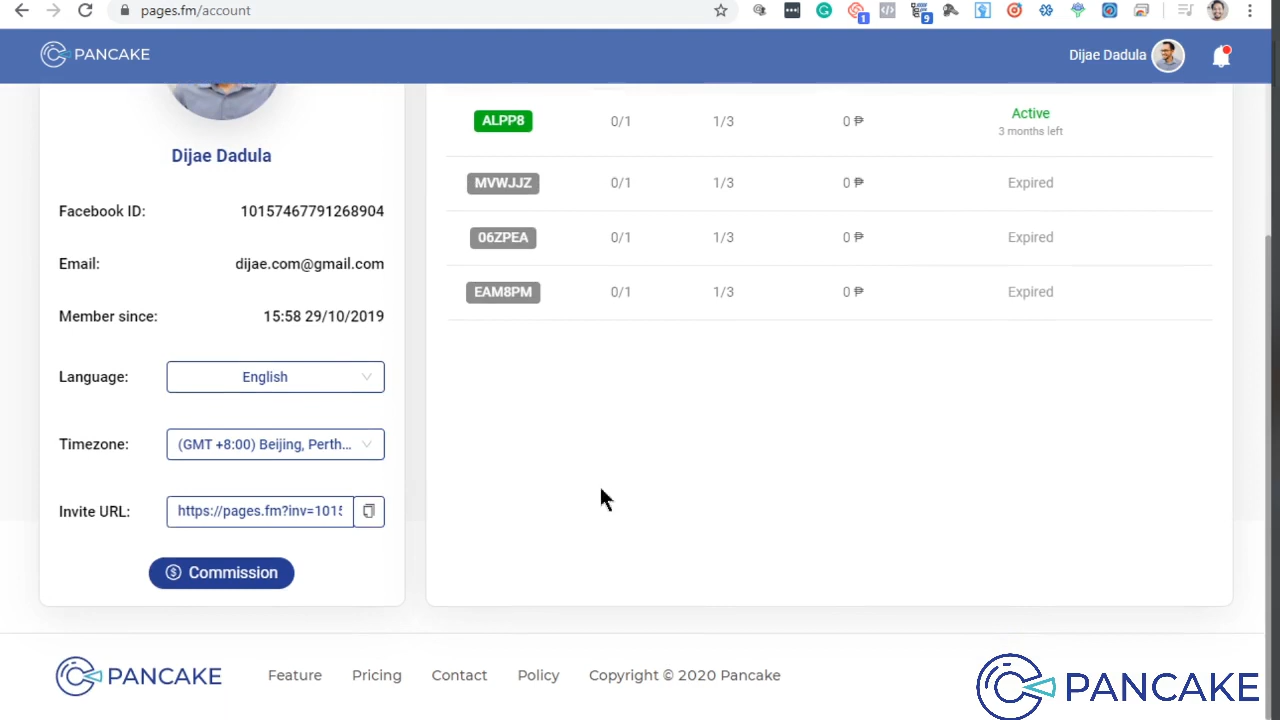 pages.fm/account
1
9
PANCAKE
Dijae Dadula
ALPP8 0/1 1/3 0 ₱ Active
3 months left
Dijae Dadula
MVWJJZ 0/1 1/3 0 ₱ Expired
Facebook ID: 10157467791268904
06ZPEA 0/1 1/3 0 ₱ Expired
Email: dijae.com@gmail.com
EAM8PM 0/1 1/3 0 ₱ Expired
Member since: 15:58 29/10/2019
Language: English
Timezone: (GMT +8:00) Beijing, Perth...
Invite URL: https://pages.fm?inv=1015
$ Commission
PANCAKE Feature Pricing Contact Policy Copyright © 2020 Pancake
PANCAKE